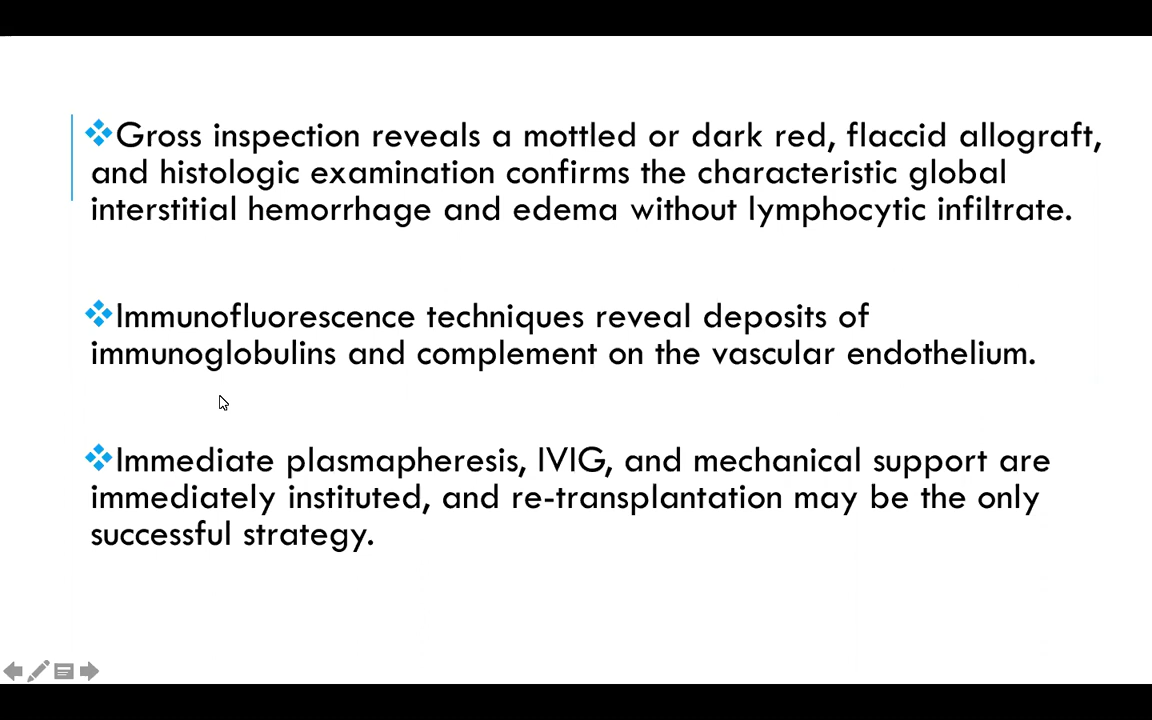 ❖Gross inspection reveals a mottled or dark red, flaccid allograft,
and histologic examination confirms the characteristic global
interstitial hemorrhage and edema without lymphocytic infiltrate.
❖Immunofluorescence techniques reveal deposits of
immunoglobulins and complement on the vascular endothelium.
❖Immediate plasmapheresis, IVIG, and mechanical support are
immediately instituted, and re-transplantation may be the only
successful strategy.